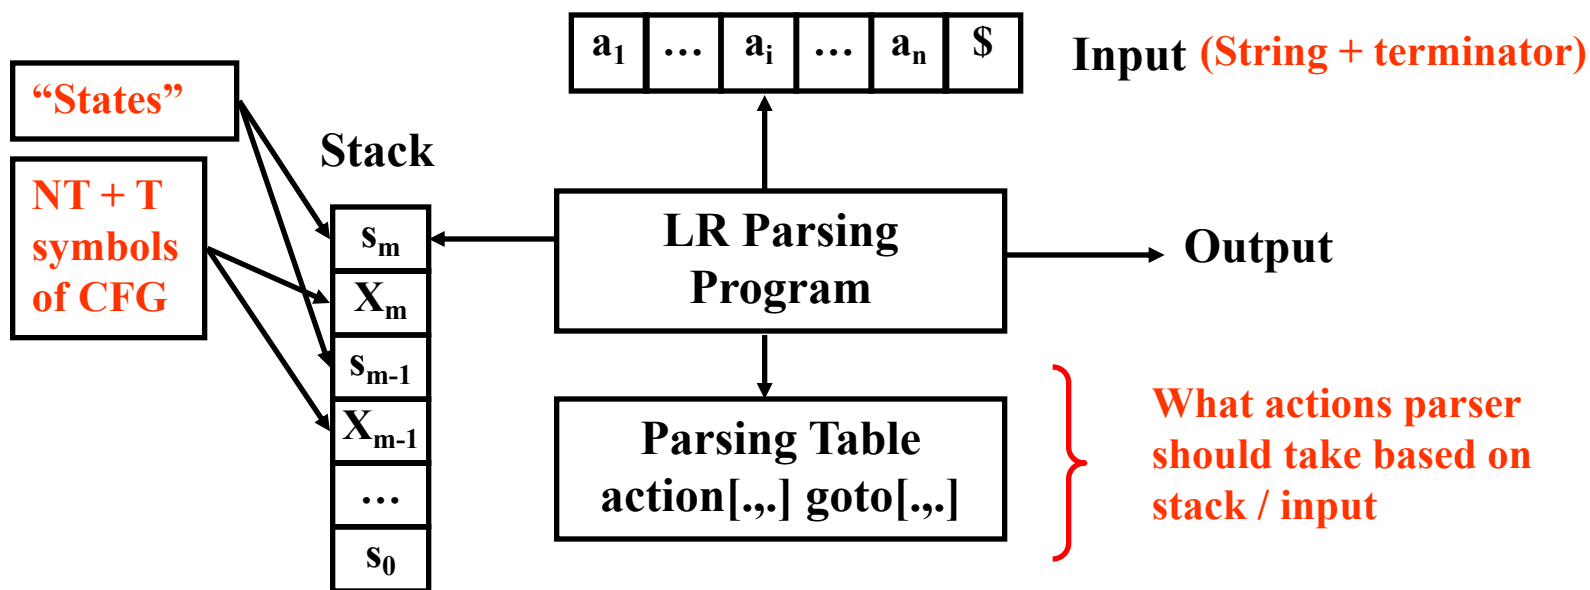 a₁ … aᵢ … aₙ $
Input (String + terminator)
“States”
NT + T
symbols
of CFG
Stack
sₘ
Xₘ
sₘ₋₁
Xₘ₋₁
…
s₀
LR Parsing
Program
Output
Parsing Table
action[.,.] goto[.,.]
What actions parser
should take based on
stack / input